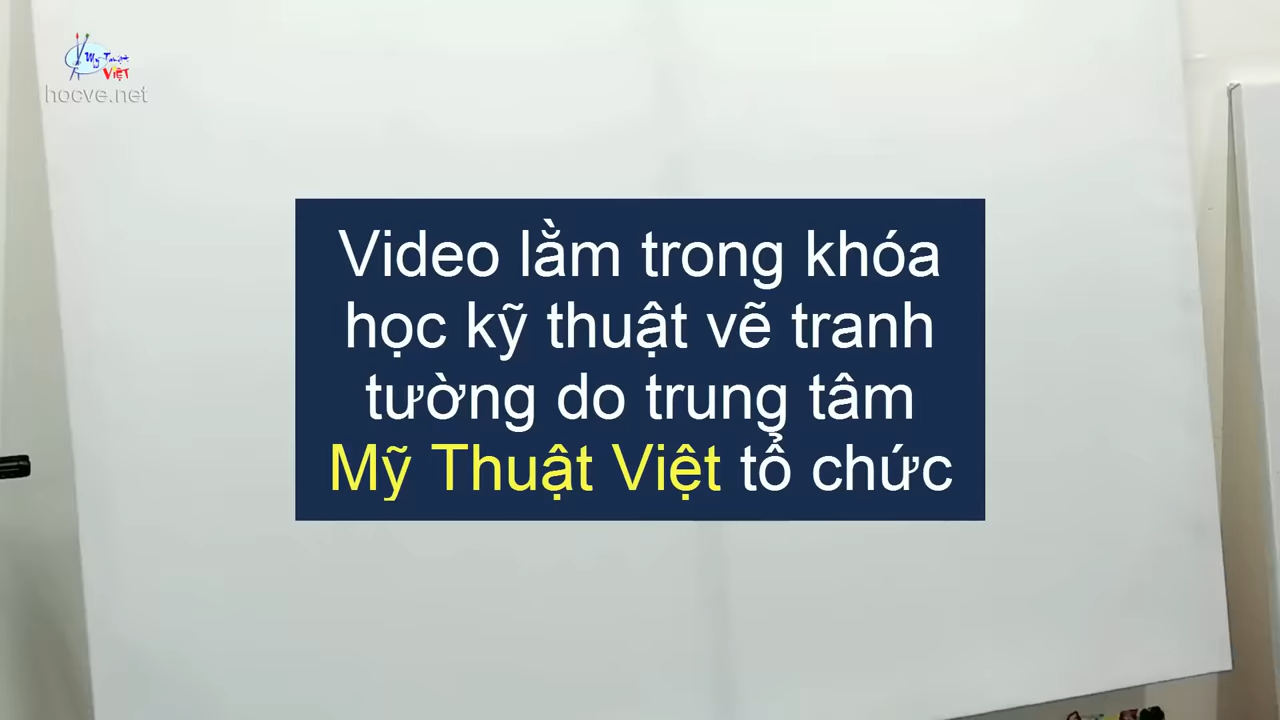 Mỹ Thuật
VIỆT
hocve.net
Video lằm trong khóa
học kỹ thuật vẽ tranh
tường do trung tâm
Mỹ Thuật Việt tổ chức